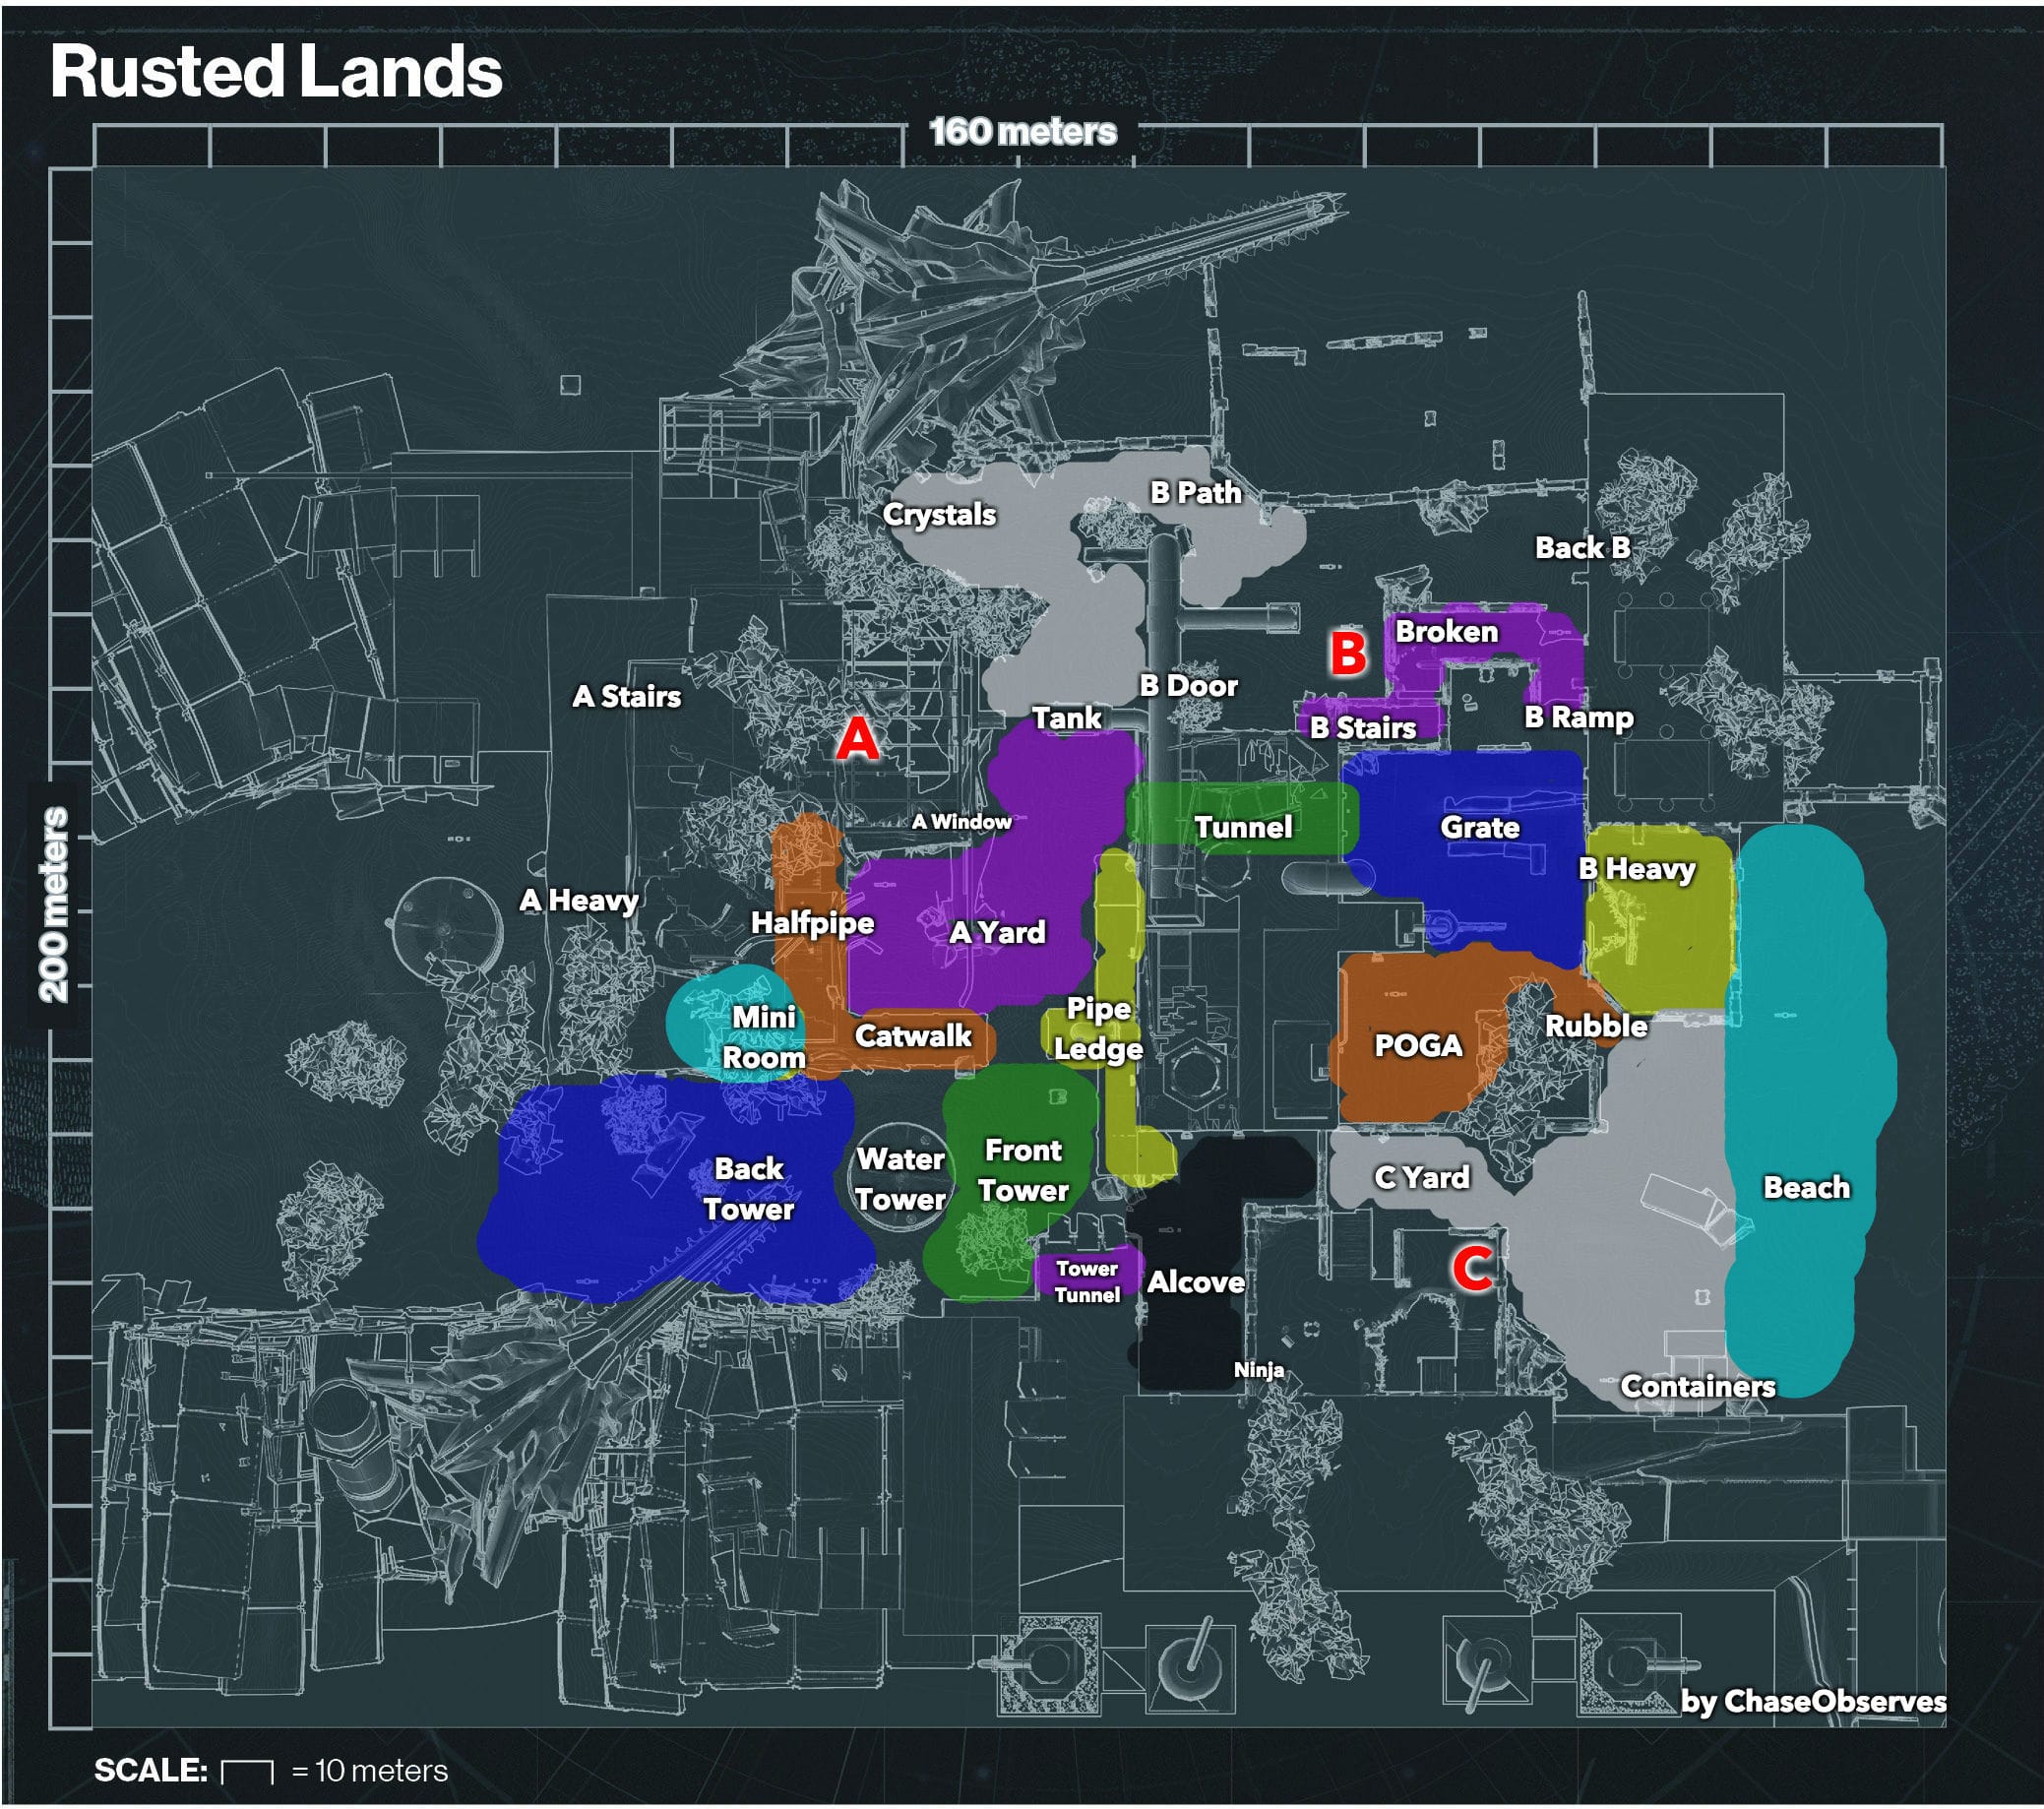 Rusted Lands
160 meters
200 meters
Crystals
B Path
Back B
Broken
B
A Stairs
B Door
Tank
B Stairs
B Ramp
A
A Window
Tunnel
Grate
B Heavy
A Heavy
Halfpipe
A Yard
Mini
Room
Catwalk
Pipe
Ledge
POGA
Rubble
Back
Tower
Water
Tower
Front
Tower
C Yard
Beach
Tower
Tunnel
Alcove
C
Ninja
Containers
by ChaseObserves
SCALE: = 10 meters